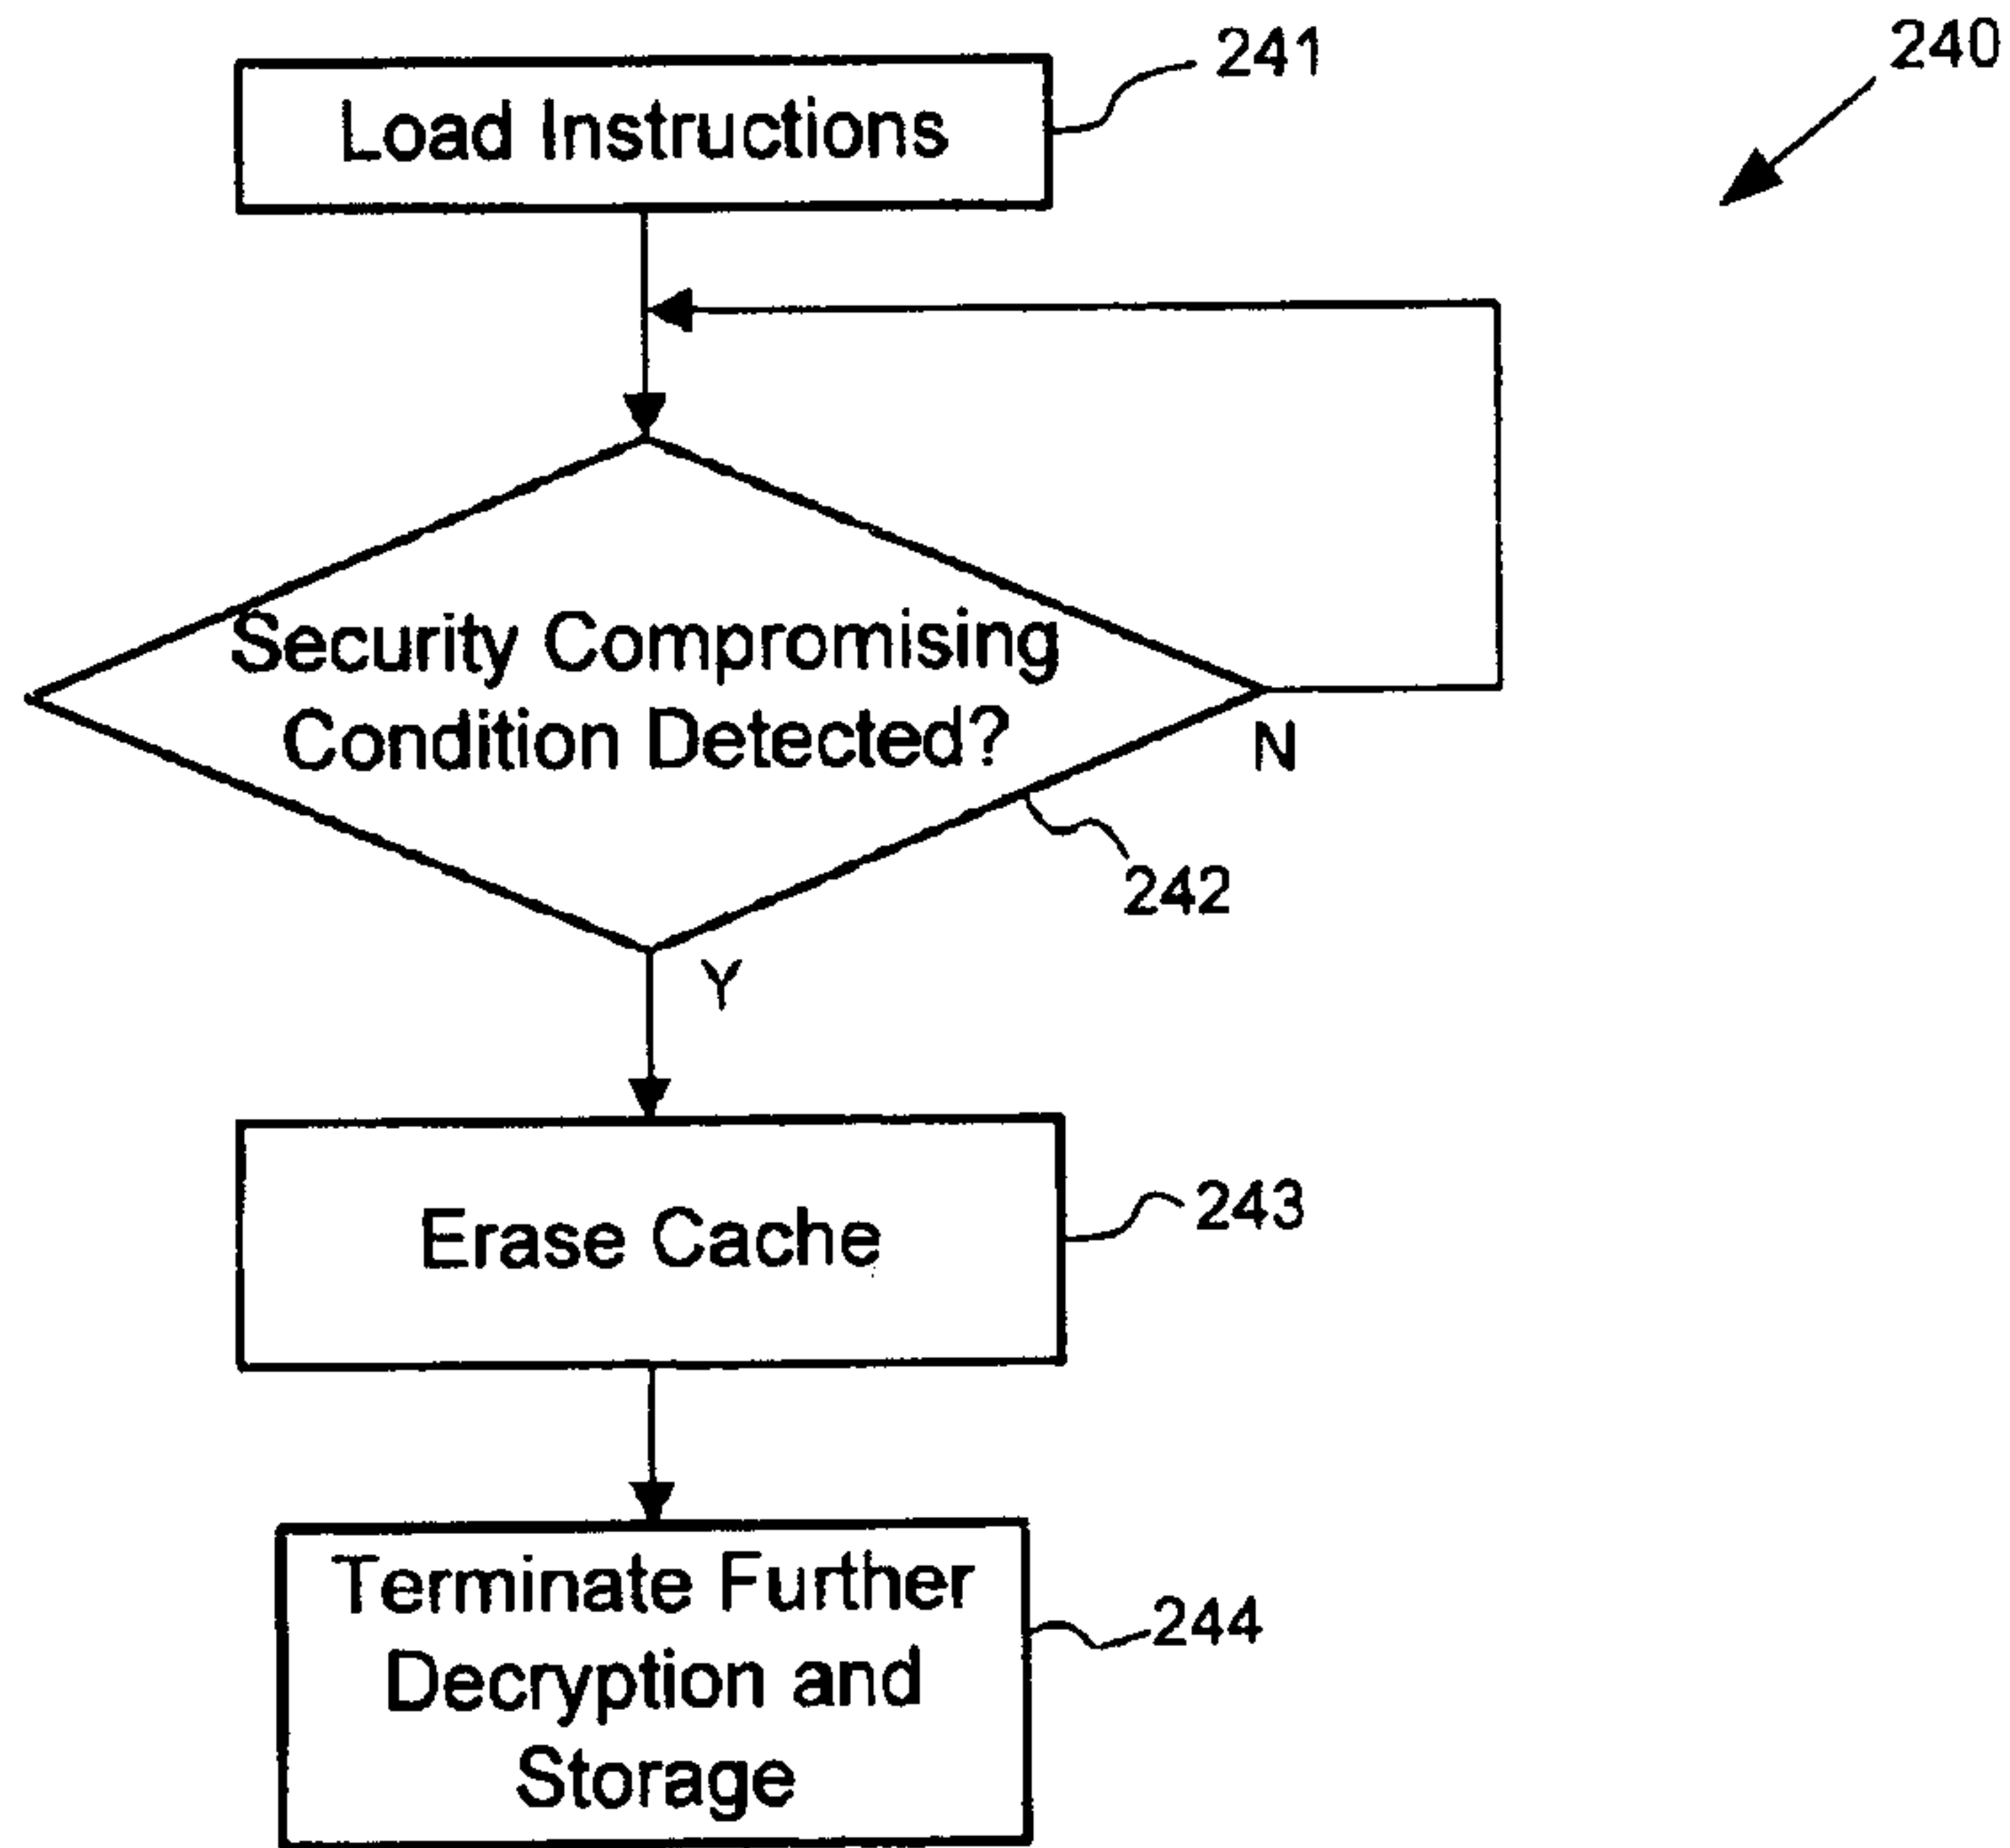 241
240
Load Instructions
Security Compromising
Condition Detected?
N
242
Y
243
Erase Cache
Terminate Further
244
Decryption and
Storage